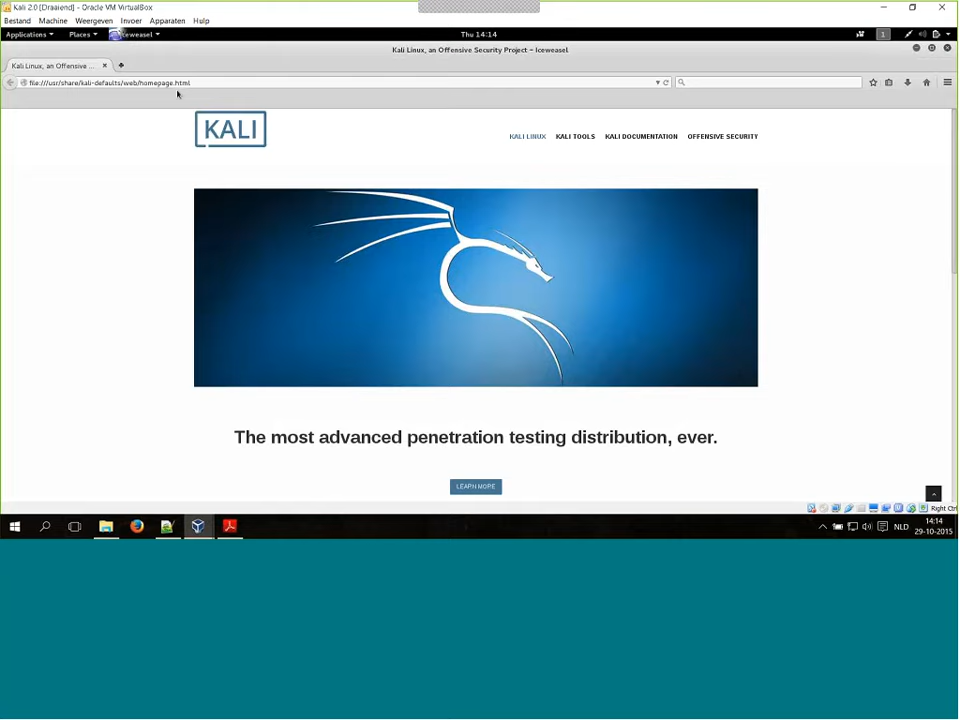 Kali 2.0 [Draaiend] - Oracle VM VirtualBox
Bestand Machine Weergeven Invoer Apparaten Help
Applications Places Iceweasel Thu 14:14 1
Kali Linux, an Offensive Security Project - Iceweasel
Kali Linux, an Offensive ...
file:///usr/share/kali-defaults/web/homepage.html
KALI
KALI LINUX KALI TOOLS KALI DOCUMENTATION OFFENSIVE SECURITY
The most advanced penetration testing distribution, ever.
LEARN MORE
Right Ctrl
NLD 14:14
29-10-2015